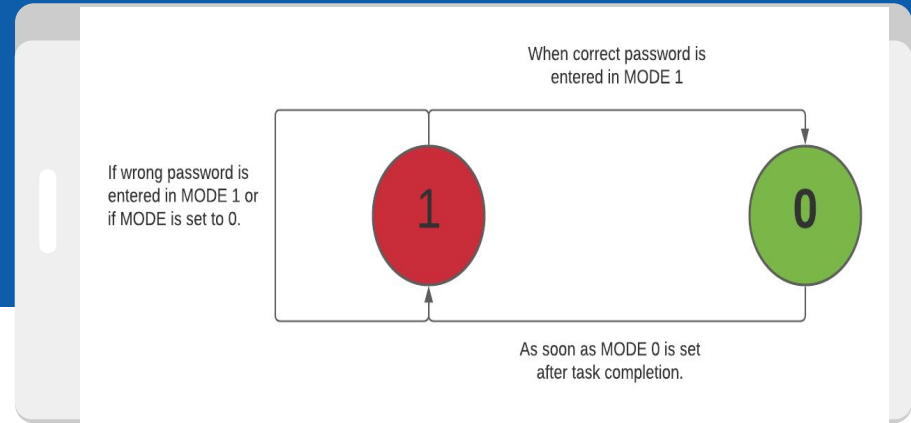 When correct password is
entered in MODE 1
If wrong password is
entered in MODE 1 or
if MODE is set to 0.
1
0
As soon as MODE 0 is set
after task completion.